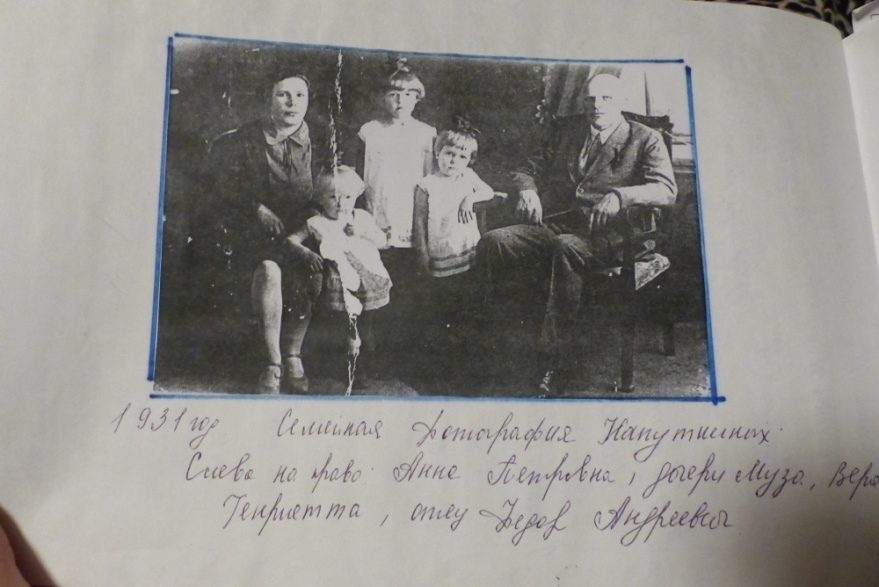 1931 год Семейная фотография Капутиных.
Слева на право: Анна Петровна, дочери Муза, Вера
Генриетта, отец Федор Андреевич